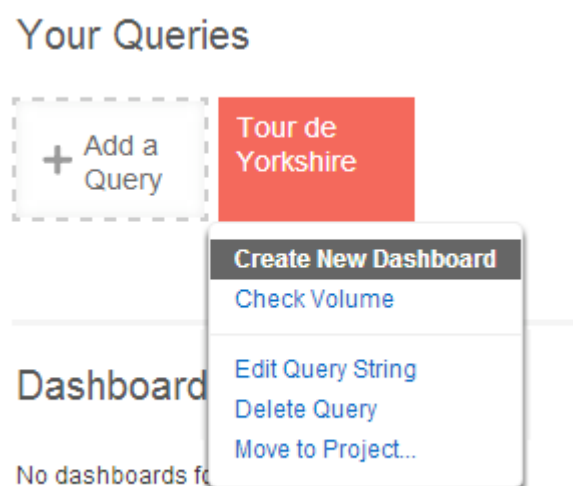 Your Queries
+ Add a
Query
Tour de
Yorkshire
Create New Dashboard
Check Volume
Edit Query String
Delete Query
Move to Project...
Dashboard
No dashboards